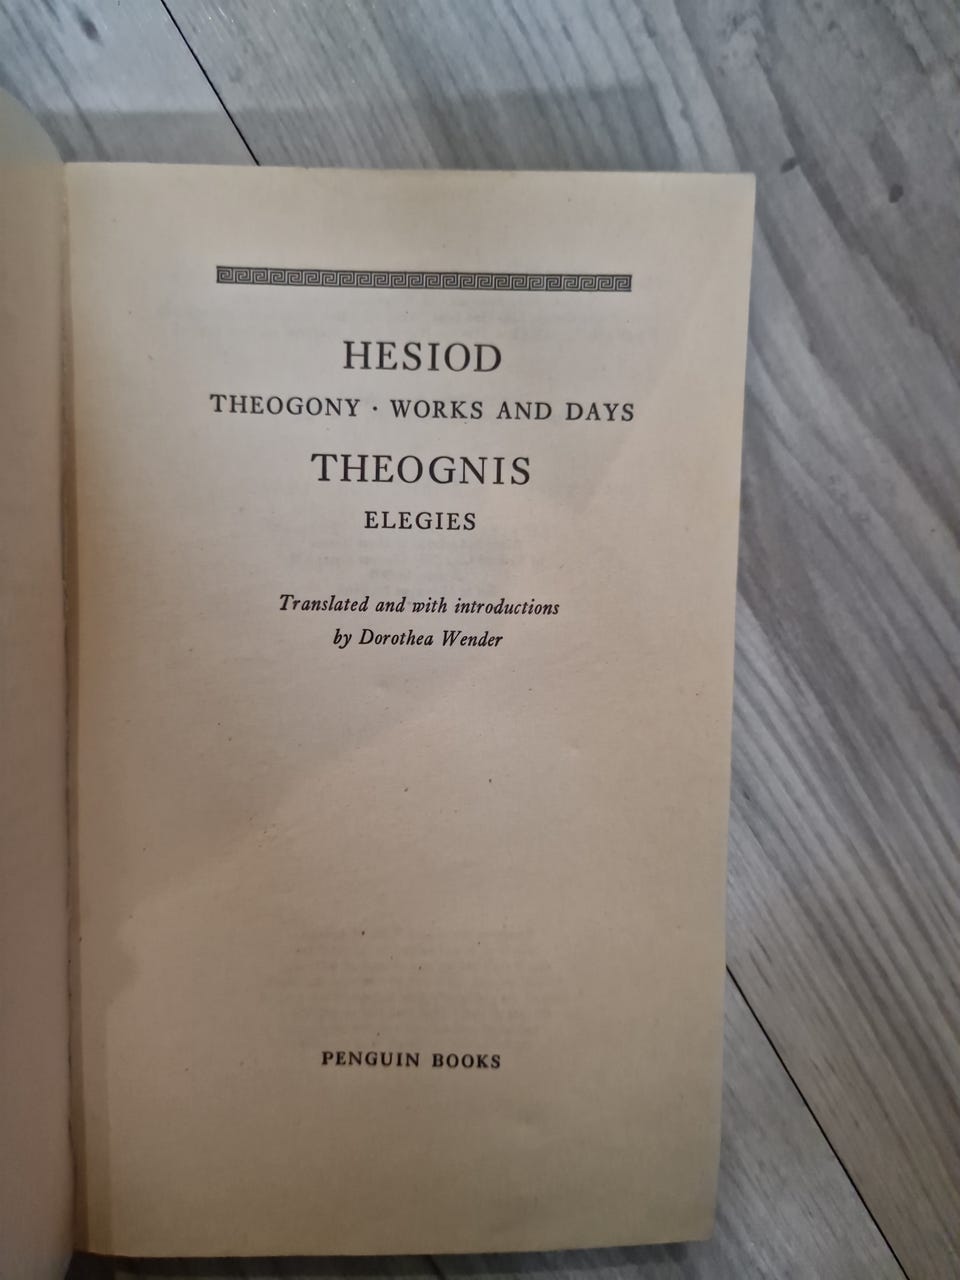 HESIOD
THEOGONY · WORKS AND DAYS
THEOGNIS
ELEGIES
Translated and with introductions
by Dorothea Wender
PENGUIN BOOKS